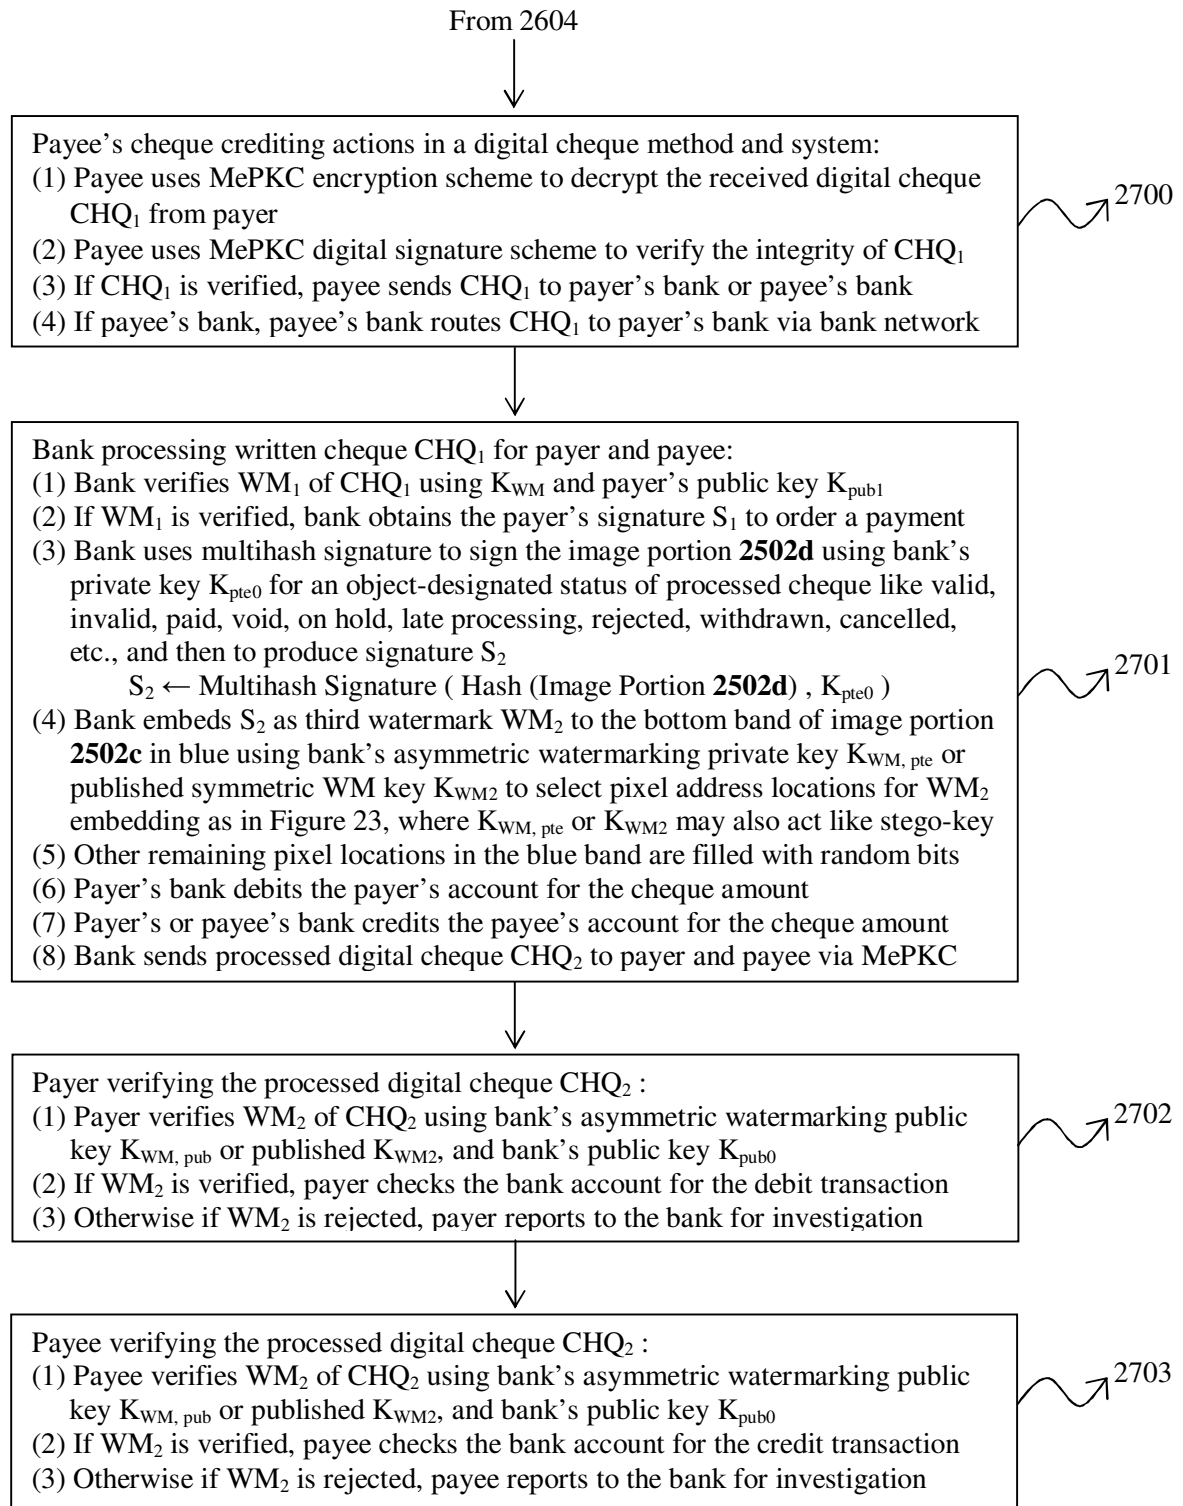 From 2604
Payee's cheque crediting actions in a digital cheque method and system:
(1) Payee uses MePKC encryption scheme to decrypt the received digital cheque
CHQ₁ from payer
(2) Payee uses MePKC digital signature scheme to verify the integrity of CHQ₁
(3) If CHQ₁ is verified, payee sends CHQ₁ to payer's bank or payee's bank
(4) If payee's bank, payee's bank routes CHQ₁ to payer's bank via bank network
2700
Bank processing written cheque CHQ₁ for payer and payee:
(1) Bank verifies WM₁ of CHQ₁ using K_WM and payer's public key K_pub1
(2) If WM₁ is verified, bank obtains the payer's signature S₁ to order a payment
(3) Bank uses multihash signature to sign the image portion 2502d using bank's
private key K_pte0 for an object-designated status of processed cheque like valid,
invalid, paid, void, on hold, late processing, rejected, withdrawn, cancelled,
etc., and then to produce signature S₂
S₂ ← Multihash Signature ( Hash (Image Portion 2502d) , K_pte0 )
(4) Bank embeds S₂ as third watermark WM₂ to the bottom band of image portion
2502c in blue using bank's asymmetric watermarking private key K_WM, pte or
published symmetric WM key K_WM2 to select pixel address locations for WM₂
embedding as in Figure 23, where K_WM, pte or K_WM2 may also act like stego-key
(5) Other remaining pixel locations in the blue band are filled with random bits
(6) Payer's bank debits the payer's account for the cheque amount
(7) Payer's or payee's bank credits the payee's account for the cheque amount
(8) Bank sends processed digital cheque CHQ₂ to payer and payee via MePKC
2701
Payer verifying the processed digital cheque CHQ₂ :
(1) Payer verifies WM₂ of CHQ₂ using bank's asymmetric watermarking public
key K_WM, pub or published K_WM2, and bank's public key K_pub0
(2) If WM₂ is verified, payer checks the bank account for the debit transaction
(3) Otherwise if WM₂ is rejected, payer reports to the bank for investigation
2702
Payee verifying the processed digital cheque CHQ₂ :
(1) Payee verifies WM₂ of CHQ₂ using bank's asymmetric watermarking public
key K_WM, pub or published K_WM2, and bank's public key K_pub0
(2) If WM₂ is verified, payee checks the bank account for the credit transaction
(3) Otherwise if WM₂ is rejected, payee reports to the bank for investigation
2703